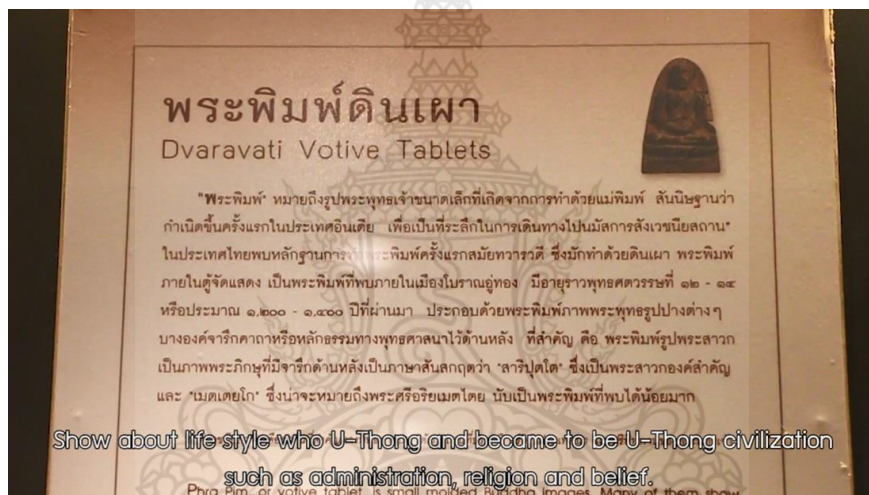 พระพิมพ์ดินเผา
Dvaravati Votive Tablets
"พระพิมพ์" หมายถึงรูปพระพุทธเจ้าขนาดเล็กที่เกิดจากการทำด้วยแม่พิมพ์ สันนิษฐานว่า
กำเนิดขึ้นครั้งแรกในประเทศอินเดีย เพื่อเป็นที่ระลึกในการเดินทางไปนมัสการสังเวชนียสถาน"
ในประเทศไทยพบหลักฐานการทำพระพิมพ์ครั้งแรกสมัยทวารวดี ซึ่งมักทำด้วยดินเผา พระพิมพ์
ภายในตู้จัดแสดง เป็นพระพิมพ์ที่พบภายในเมืองโบราณอู่ทอง มีอายุราวพุทธศตวรรษที่ ๑๒ - ๑๔
หรือประมาณ ๑,๒๐๐ - ๑,๔๐๐ ปีที่ผ่านมา ประกอบด้วยพระพิมพ์ภาพพระพุทธรูปปางต่างๆ
บางองค์จารึกคาถาหรือหลักธรรมทางพุทธศาสนาไว้ด้านหลัง ที่สำคัญ คือ พระพิมพ์รูปพระสาวก
เป็นภาพพระภิกษุที่มีจารึกด้านหลังเป็นภาษาสันสกฤตว่า "สาริปุตโต" ซึ่งเป็นพระสาวกองค์สำคัญ
และ "เมตเตยโก" ซึ่งน่าจะหมายถึงพระศรีอริยเมตไตย นับเป็นพระพิมพ์ที่พบได้น้อยมาก
Show about life style who U-Thong and became to be U-Thong civilization
such as administration, religion and belief.
Phra Pim or votive tablet, is small molded Buddha images. Many of them show